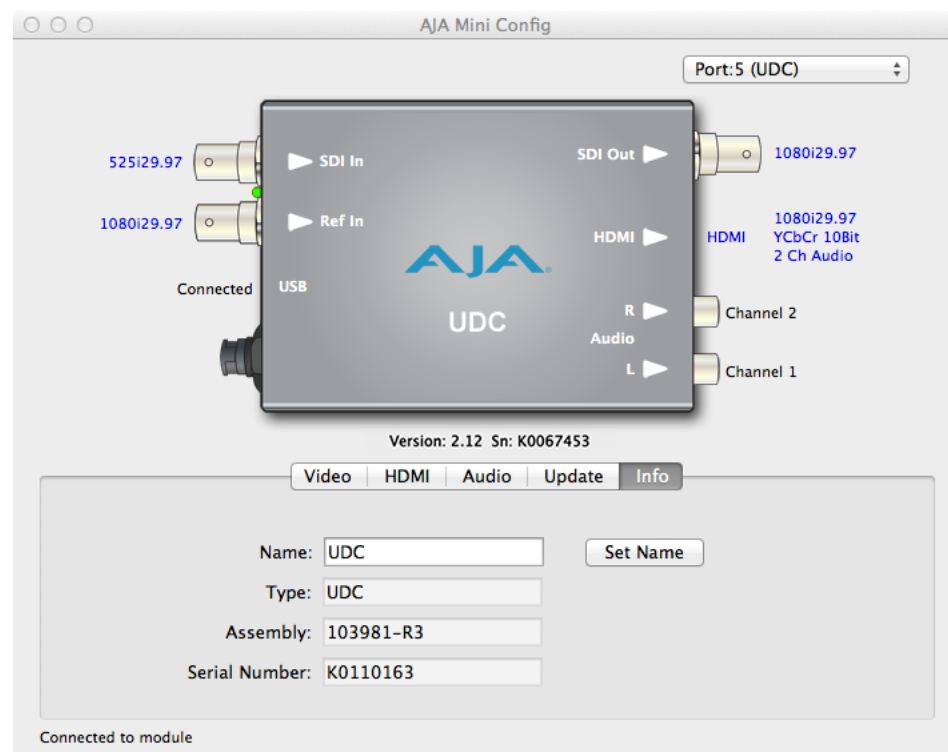 AJA Mini Config
Port:5 (UDC)
525i29.97
SDI In
SDI Out
1080i29.97
1080i29.97
Ref In
HDMI
HDMI
1080i29.97
YCbCr 10Bit
2 Ch Audio
AJA
Connected
USB
UDC
R
Channel 2
Audio
L
Channel 1
Version: 2.12 Sn: K0067453
Video HDMI Audio Update Info
Name: UDC Set Name
Type: UDC
Assembly: 103981-R3
Serial Number: K0110163
Connected to module